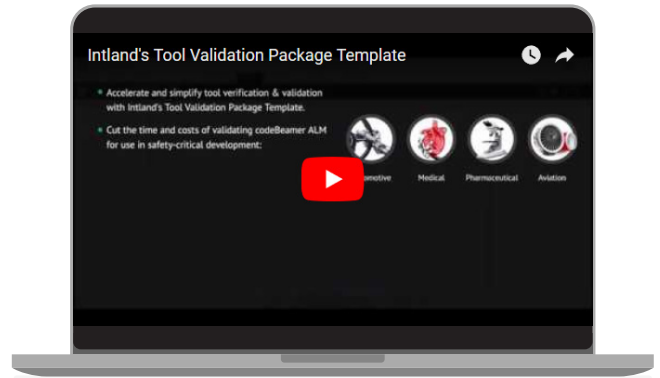 Intland's Tool Validation Package Template
Accelerate and simplify tool verification & validation
with Intland's Tool Validation Package Template.
Cut the time and costs of validating codeBeamer ALM
for use in safety-critical development:
omotive Medical Pharmaceutical Aviation